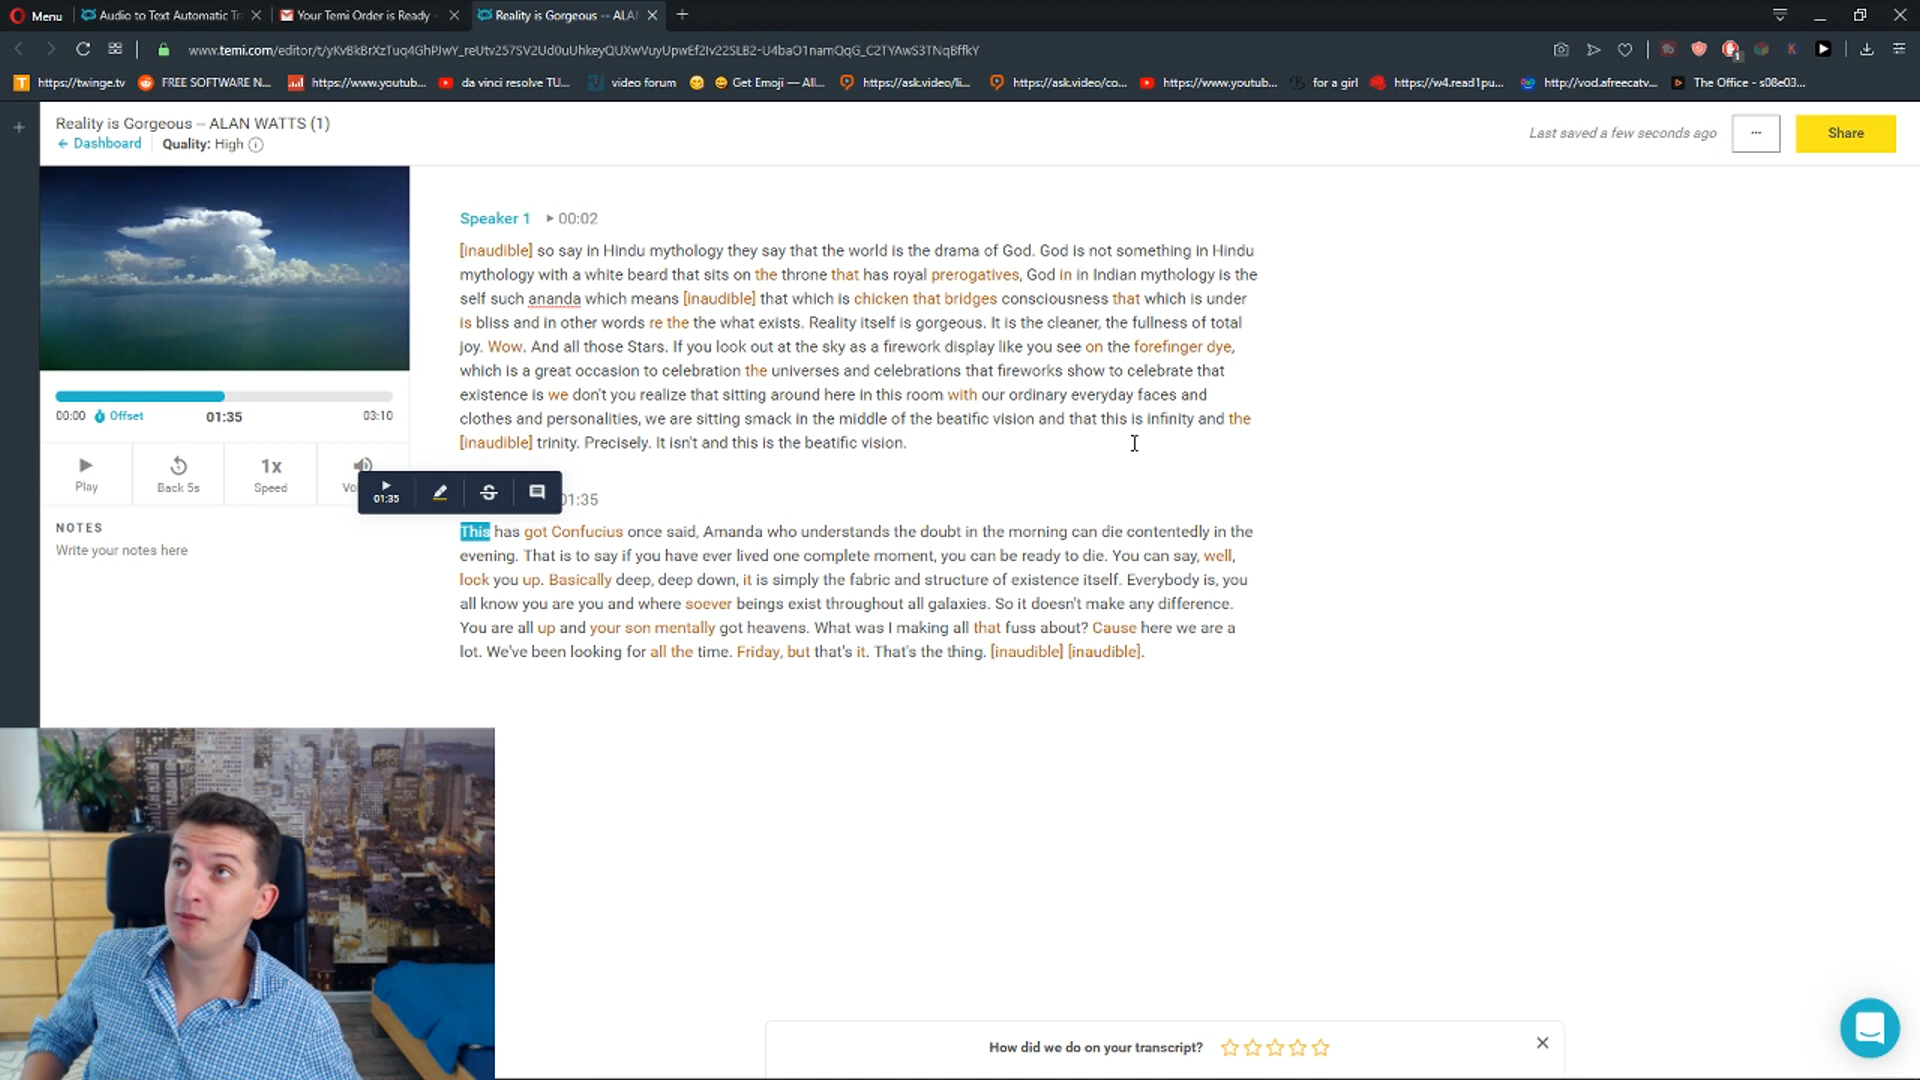 Menu
Audio to Text Automatic Tr
Your Temi Order is Ready -
Reality is Gorgeous -- ALAN
www.temi.com/editor/t/yKvBkBrXzTuq4GhPJwY_reUtv257SV2Ud0uUhkeyQUXwVuyUpwEf2Iv22SLB2-U4baO1namQqG_C2TYAwS3TNqBffkY
https://twinge.tv
FREE SOFTWARE N...
https://www.youtub...
da vinci resolve TU...
video forum
Get Emoji — All...
https://ask.video/li...
https://ask.video/co...
https://www.youtub...
for a girl
https://w4.read1pu...
http://vod.afreecatv...
The Office - s08e03...
Reality is Gorgeous -- ALAN WATTS (1)
Dashboard
Quality: High
Last saved a few seconds ago
...
Share
Speaker 1 00:02
[inaudible] so say in Hindu mythology they say that the world is the drama of God. God is not something in Hindu
mythology with a white beard that sits on the throne that has royal prerogatives, God in in Indian mythology is the
self such ananda which means [inaudible] that which is chicken that bridges consciousness that which is under
is bliss and in other words re the the what exists. Reality itself is gorgeous. It is the cleaner, the fullness of total
joy. Wow. And all those Stars. If you look out at the sky as a firework display like you see on the forefinger dye,
which is a great occasion to celebration the universes and celebrations that fireworks show to celebrate that
existence is we don't you realize that sitting around here in this room with our ordinary everyday faces and
clothes and personalities, we are sitting smack in the middle of the beatific vision and that this is infinity and the
[inaudible] trinity. Precisely. It isn't and this is the beatific vision.
00:00 Offset 01:35 03:10
Play
Back 5s
1x
Speed
01:35
01:35
NOTES
Write your notes here
This has got Confucius once said, Amanda who understands the doubt in the morning can die contentedly in the
evening. That is to say if you have ever lived one complete moment, you can be ready to die. You can say, well,
lock you up. Basically deep, deep down, it is simply the fabric and structure of existence itself. Everybody is, you
all know you are you and where soever beings exist throughout all galaxies. So it doesn't make any difference.
You are all up and your son mentally got heavens. What was I making all that fuss about? Cause here we are a
lot. We've been looking for all the time. Friday, but that's it. That's the thing. [inaudible] [inaudible].
How did we do on your transcript?